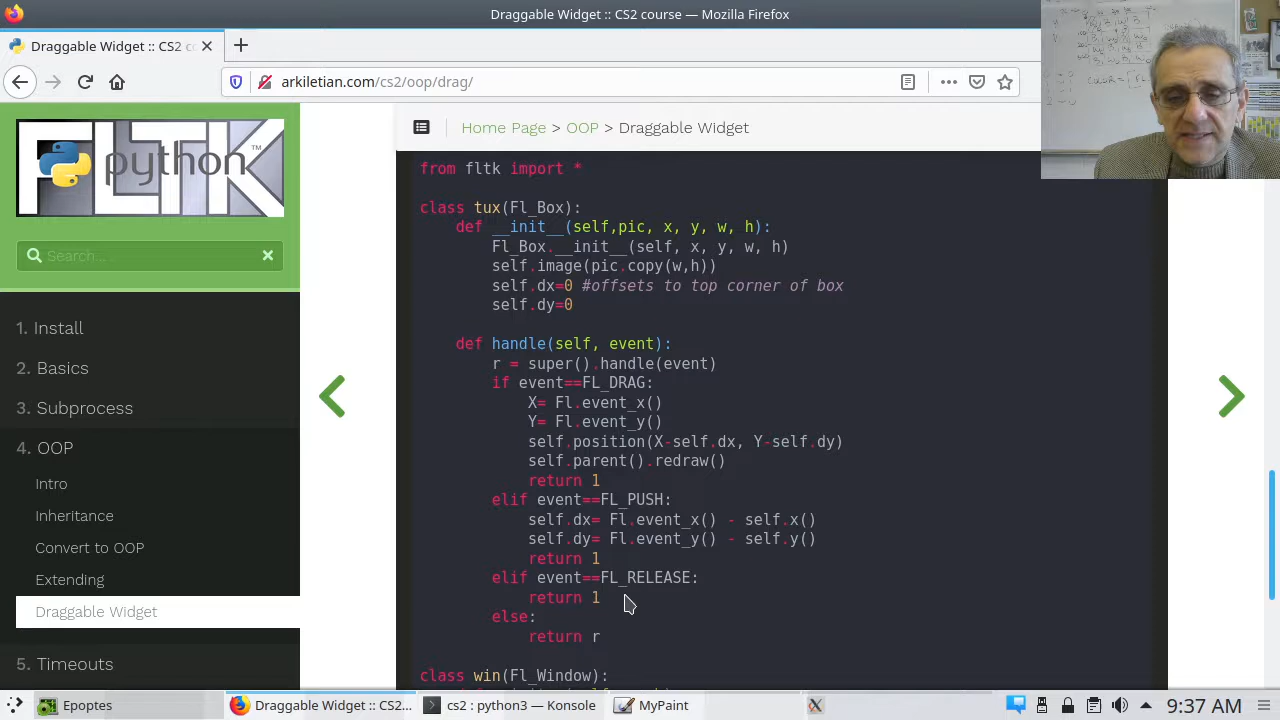 Draggable Widget :: CS2 course — Mozilla Firefox
Draggable Widget :: CS2 co
arkiletian.com/cs2/oop/drag/
FLTK python™
Search...
1. Install
2. Basics
3. Subprocess
4. OOP
Intro
Inheritance
Convert to OOP
Extending
Draggable Widget
5. Timeouts
Home Page > OOP > Draggable Widget
from fltk import *
class tux(Fl_Box):
def __init__(self,pic, x, y, w, h):
Fl_Box.__init__(self, x, y, w, h)
self.image(pic.copy(w,h))
self.dx=0 #offsets to top corner of box
self.dy=0
def handle(self, event):
r = super().handle(event)
if event==FL_DRAG:
X= Fl.event_x()
Y= Fl.event_y()
self.position(X-self.dx, Y-self.dy)
self.parent().redraw()
return 1
elif event==FL_PUSH:
self.dx= Fl.event_x() - self.x()
self.dy= Fl.event_y() - self.y()
return 1
elif event==FL_RELEASE:
return 1
else:
return r
class win(Fl_Window):
Epoptes
Draggable Widget :: CS2...
cs2 : python3 — Konsole
MyPaint
9:37 AM